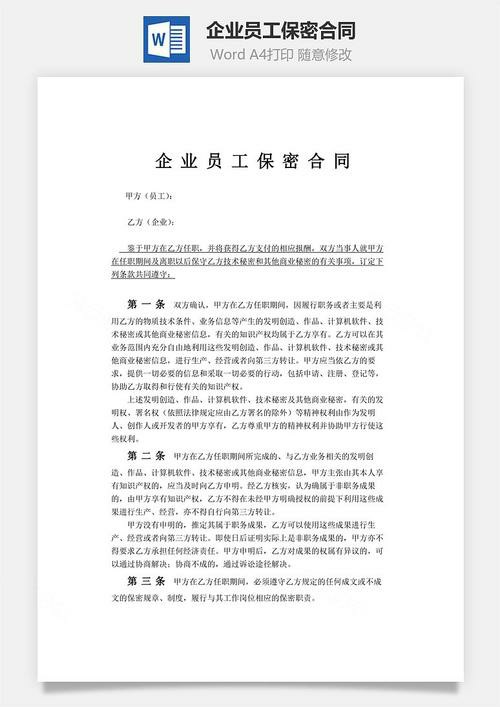 W
企业员工保密合同
Word A4打印 随意修改
企业员工保密合同
甲方（员工）：
乙方（企业）：
鉴于甲方在乙方任职，并将获得乙方支付的相应报酬，双方当事人就甲方
在任职期间及离职以后保守乙方技术秘密和其他商业秘密的有关事项，订定下
列条款共同遵守：
第一条 双方确认，甲方在乙方任职期间，因履行职务或者主要是利
用乙方的物质技术条件、业务信息等产生的发明创造、作品、计算机软件、技
术秘密或其他商业秘密信息，有关的知识产权均属于乙方享有。乙方可以在其
业务范围内充分自由地利用这些发明创造、作品、计算机软件、技术秘密或其
他商业秘密信息，进行生产、经营或者向第三方转让。甲方应当依乙方的要
求，提供一切必要的信息和采取一切必要的行动，包括申请、注册、登记等，
协助乙方取得和行使有关的知识产权。
上述发明创造、作品、计算机软件、技术秘密及其他商业秘密，有关的发
明权、署名权（依照法律规定应由乙方署名的除外）等精神权利由作为发明
人、创作人或开发者的甲方享有，乙方尊重甲方的精神权利并协助甲方行使这
些权利。
第二条 甲方在乙方任职期间所完成的、与乙方业务相关的发明创
造、作品、计算机软件、技术秘密或其他商业秘密信息，甲方主张由其本人享
有知识产权的，应当及时向乙方申明。经乙方核实，认为确属于非职务成果
的，由甲方享有知识产权，乙方不得在未经甲方明确授权的前提下利用这些成
果进行生产、经营，亦不得自行向第三方转让。
甲方没有申明的，推定其属于职务成果，乙方可以使用这些成果进行生
产、经营或者向第三方转让。即使日后证明实际上是非职务成果的，甲方亦不
得要求乙方承担任何经济责任。甲方申明后，乙方对成果的权属有异议的，可
以通过协商解决；协商不成的，通过诉讼途径解决。
第三条 甲方在乙方任职期间，必须遵守乙方规定的任何成文或不成
文的保密规章、制度，履行与其工作岗位相应的保密职责。